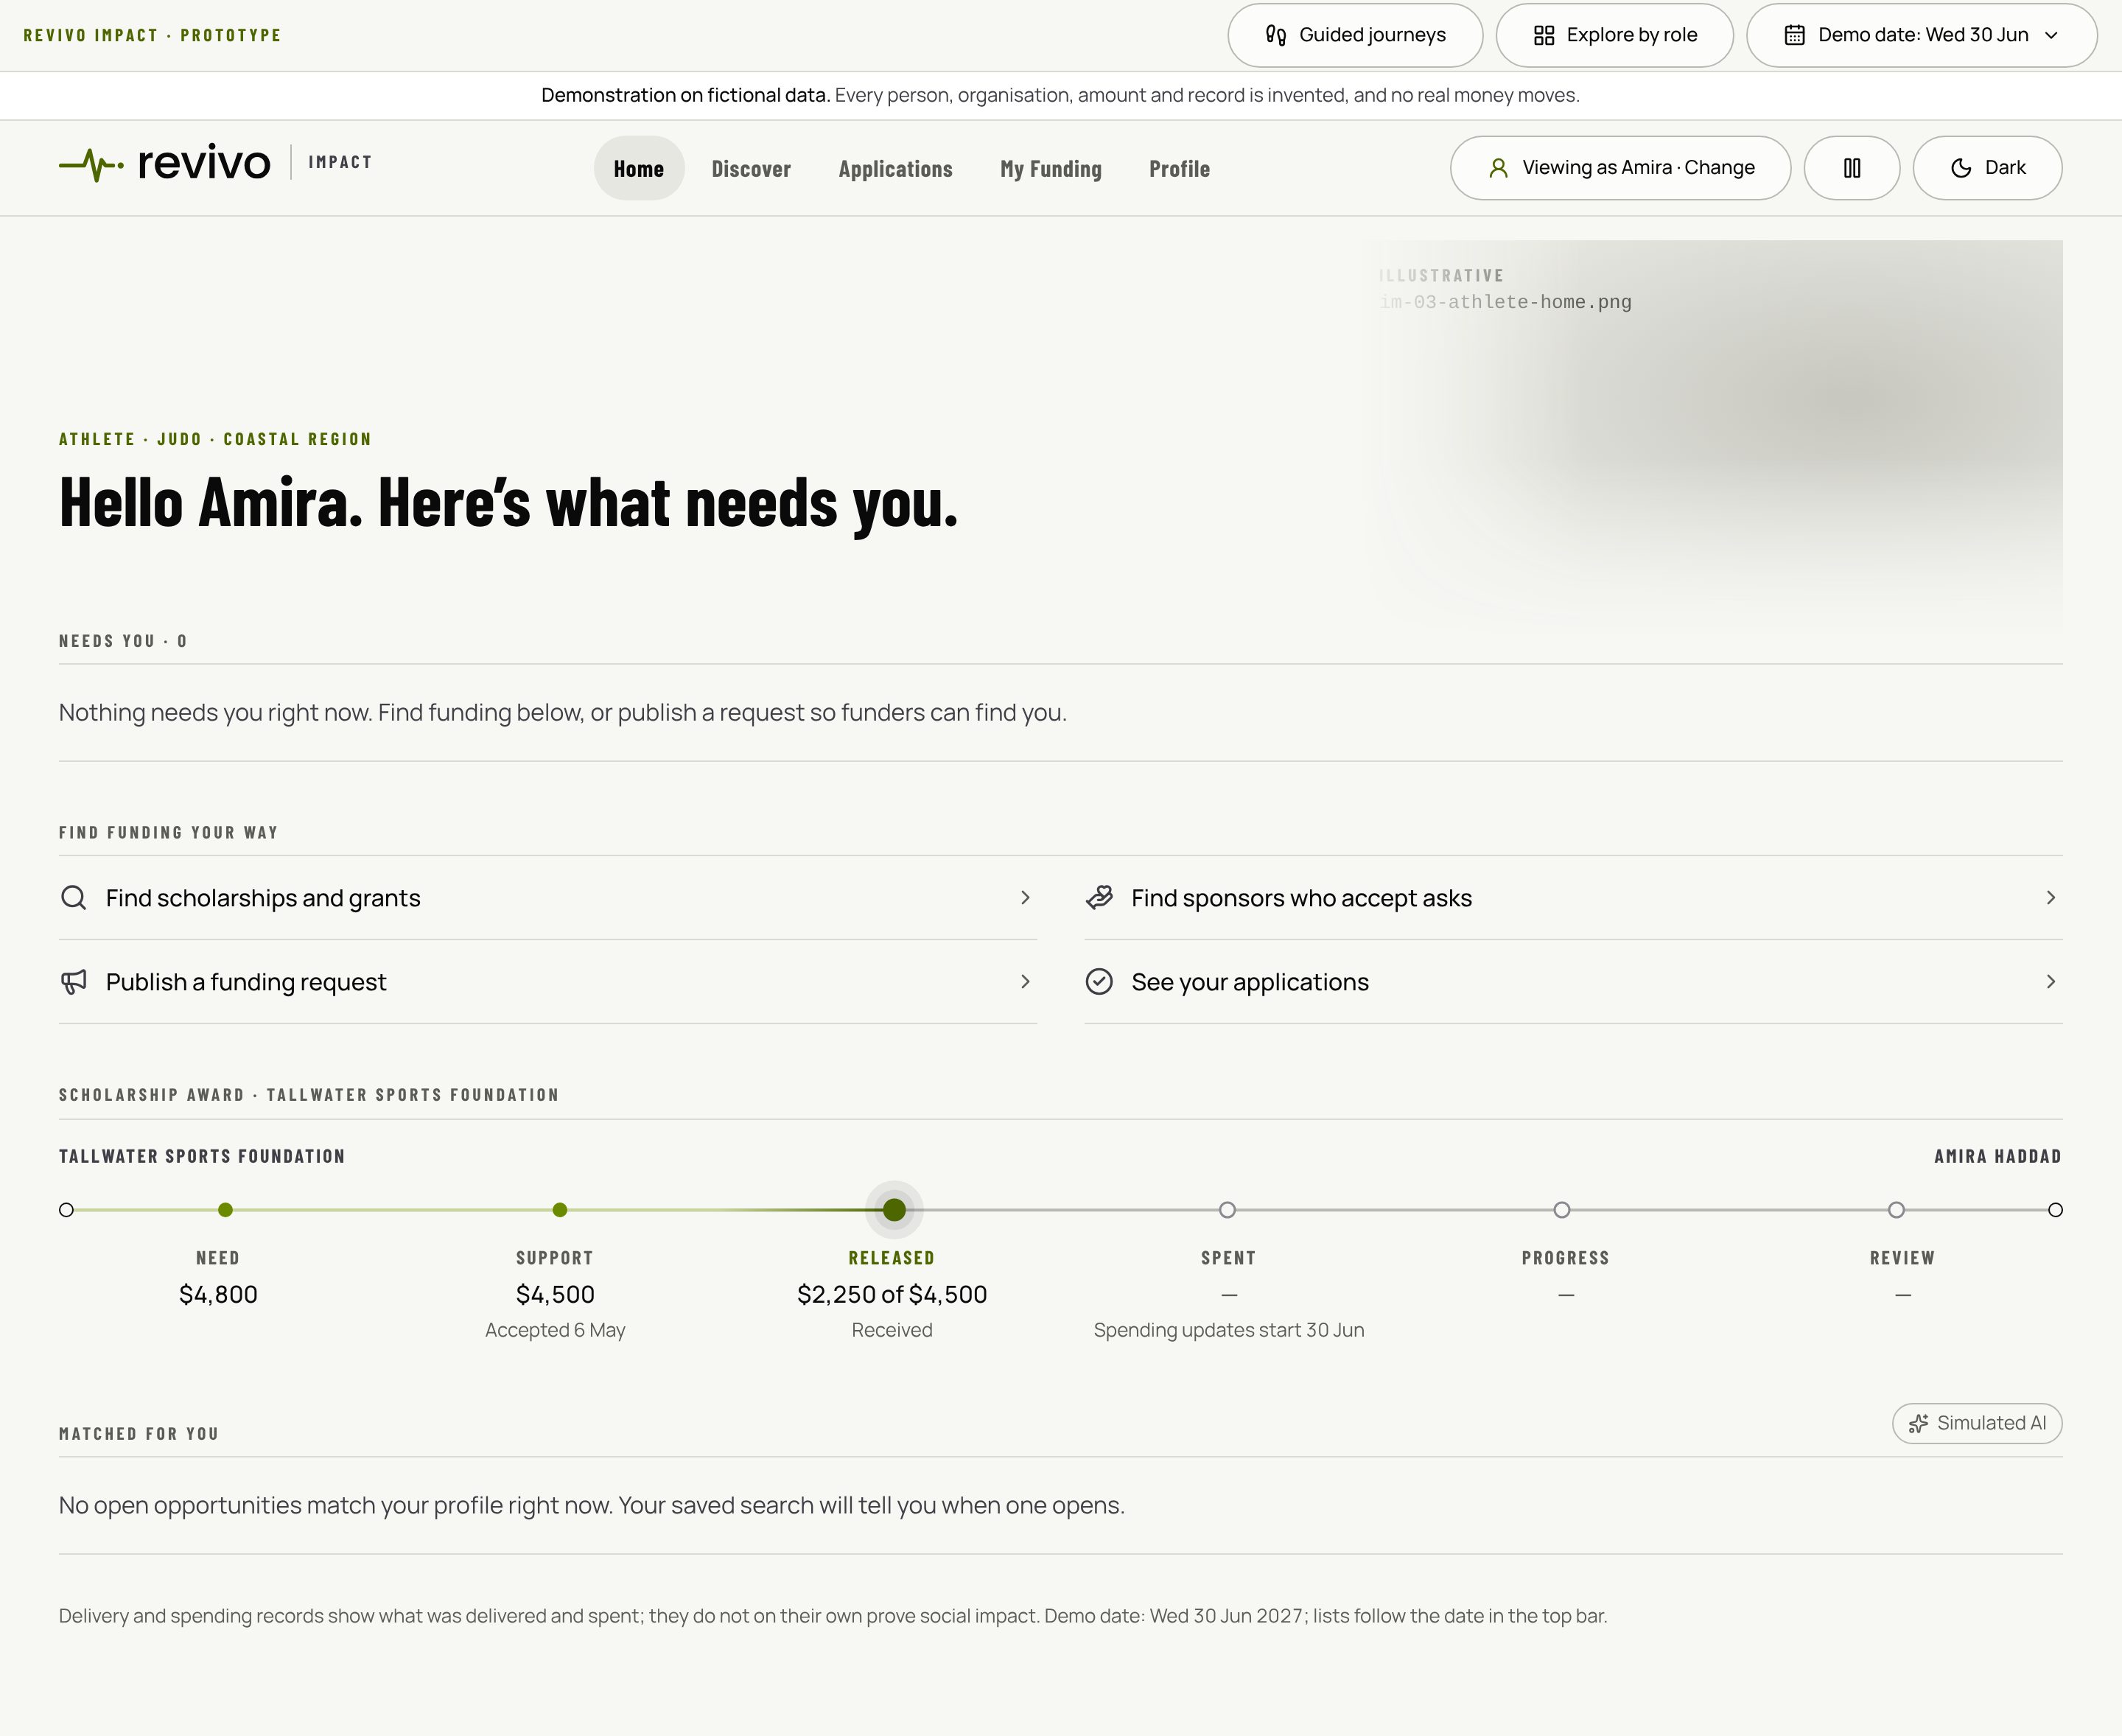 REVIVO IMPACT · PROTOTYPE
Guided journeys
Explore by role
Demo date: Wed 30 Jun
Demonstration on fictional data. Every person, organisation, amount and record is invented, and no real money moves.
revivo IMPACT
Home
Discover
Applications
My Funding
Profile
Viewing as Amira · Change
Dark
ILLUSTRATIVE
im-03-athlete-home.png
ATHLETE · JUDO · COASTAL REGION
Hello Amira. Here’s what needs you.
NEEDS YOU · 0
Nothing needs you right now. Find funding below, or publish a request so funders can find you.
FIND FUNDING YOUR WAY
Find scholarships and grants
Find sponsors who accept asks
Publish a funding request
See your applications
SCHOLARSHIP AWARD · TALLWATER SPORTS FOUNDATION
TALLWATER SPORTS FOUNDATION
AMIRA HADDAD
NEED
$4,800
SUPPORT
$4,500
Accepted 6 May
RELEASED
$2,250 of $4,500
Received
SPENT
—
Spending updates start 30 Jun
PROGRESS
—
REVIEW
—
MATCHED FOR YOU
Simulated AI
No open opportunities match your profile right now. Your saved search will tell you when one opens.
Delivery and spending records show what was delivered and spent; they do not on their own prove social impact. Demo date: Wed 30 Jun 2027; lists follow the date in the top bar.